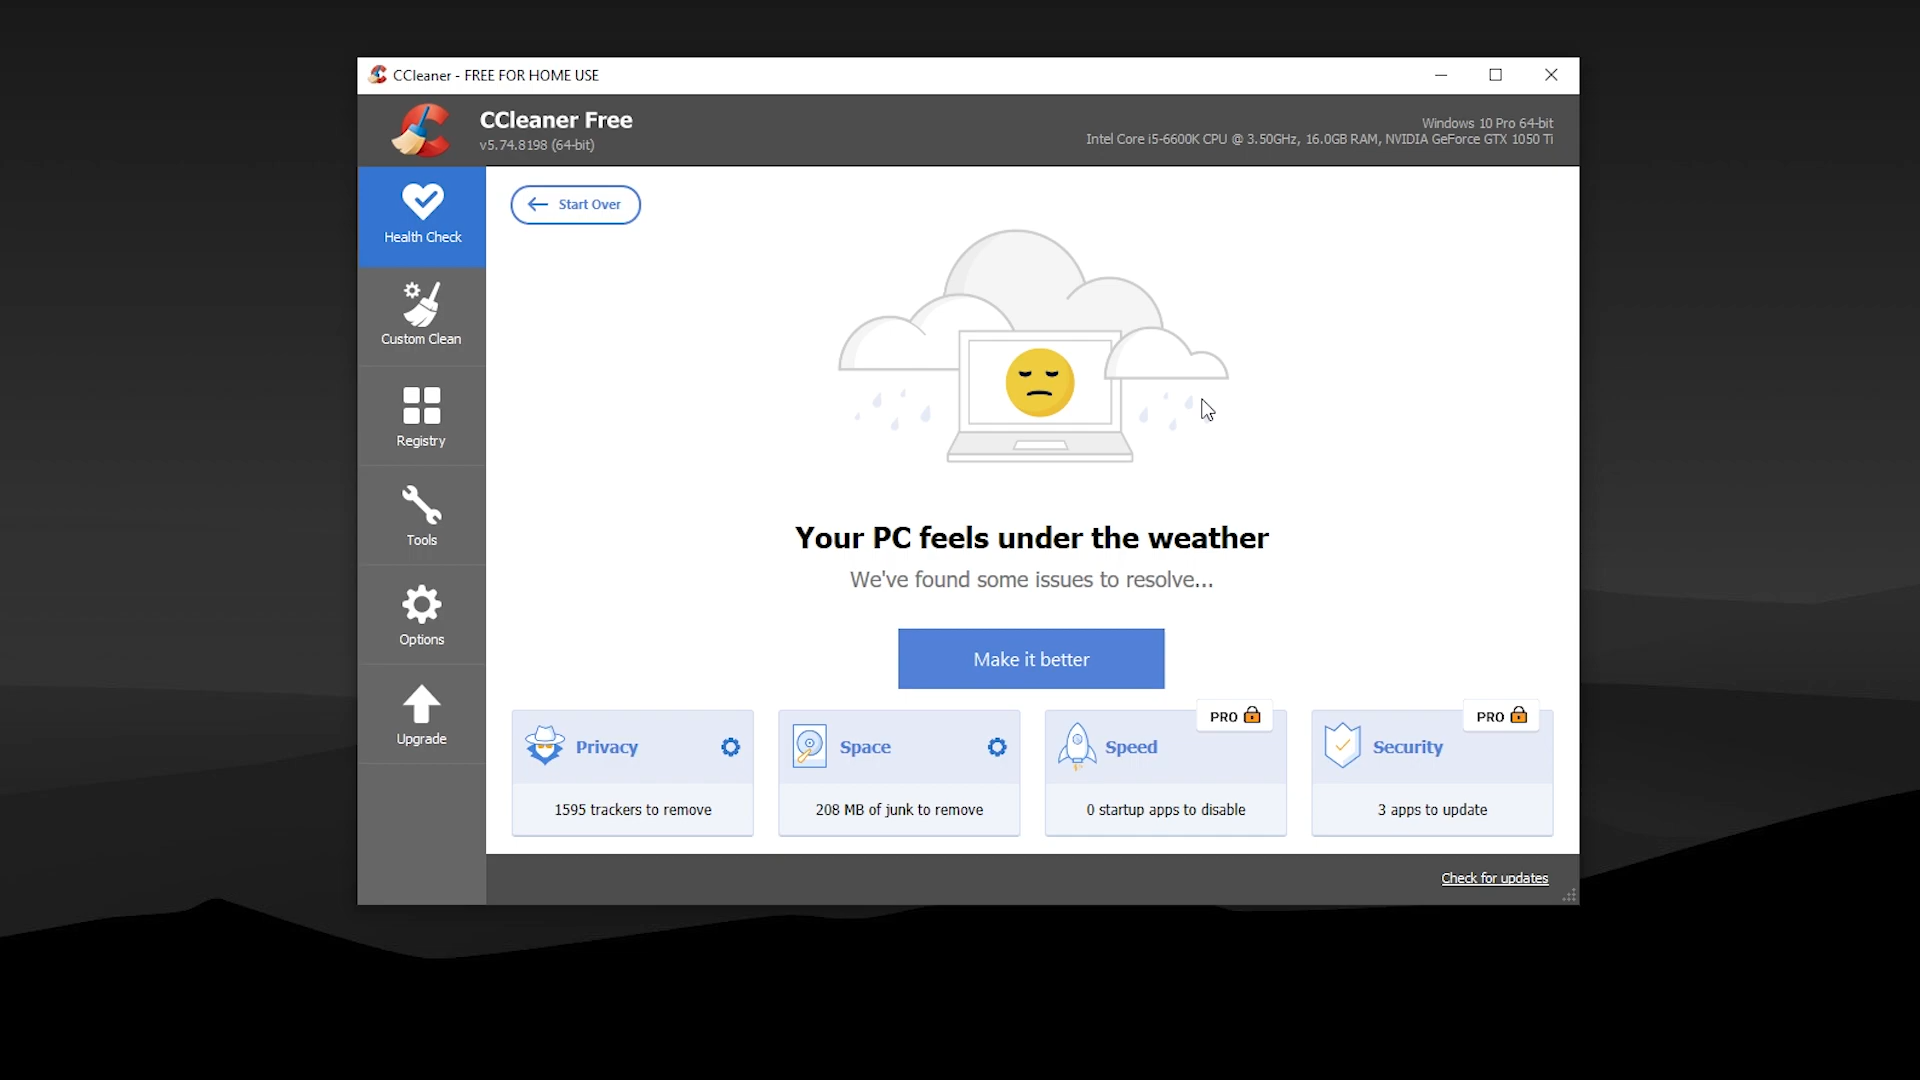 CCleaner - FREE FOR HOME USE
CCleaner Free
v5.74.8198 (64-bit)
Windows 10 Pro 64-bit
Intel Core i5-6600K CPU @ 3.50GHz, 16.0GB RAM, NVIDIA GeForce GTX 1050 Ti
Health Check
Custom Clean
Registry
Tools
Options
Upgrade
Start Over
Your PC feels under the weather
We've found some issues to resolve...
Make it better
Privacy
1595 trackers to remove
Space
208 MB of junk to remove
PRO
Speed
0 startup apps to disable
PRO
Security
3 apps to update
Check for updates